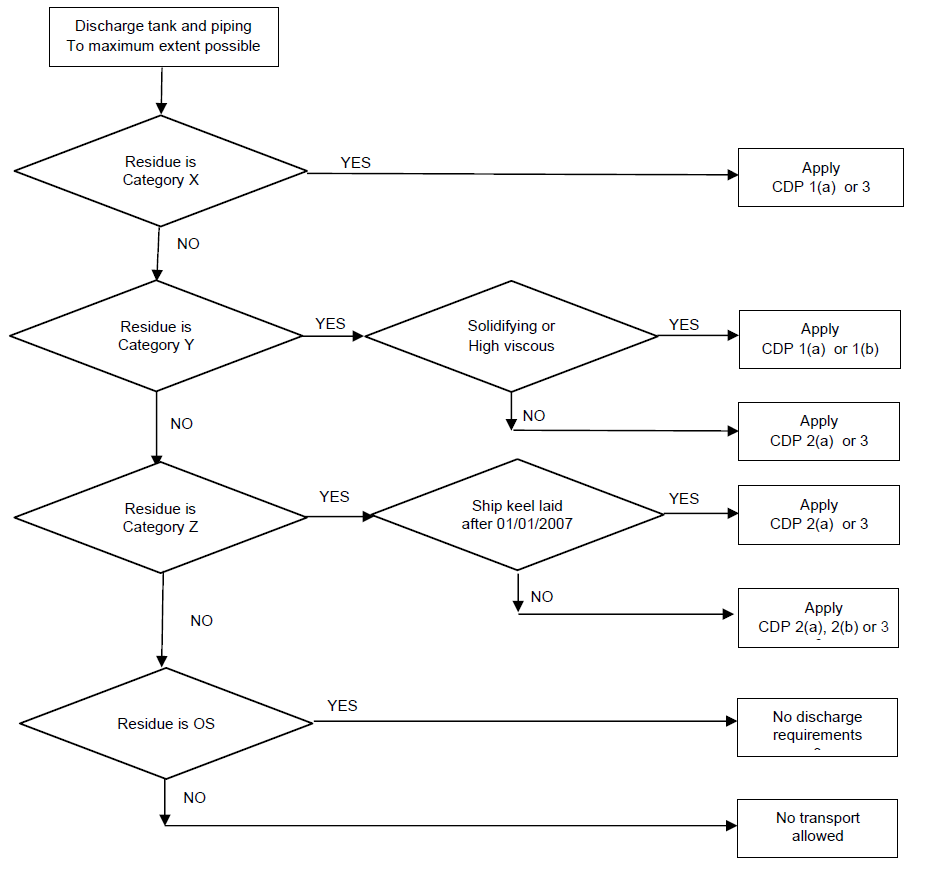 Discharge tank and piping
To maximum extent possible
Residue is
Category X
YES
Apply
CDP 1(a)  or 3
NO
Residue is
Category Y
YES
Solidifying or
High viscous
YES
Apply
CDP 1(a)  or 1(b)
NO
Apply
CDP 2(a)  or 3
NO
Residue is
Category Z
YES
Ship keel laid
after 01/01/2007
YES
Apply
CDP 2(a)  or 3
NO
Apply
CDP 2(a), 2(b) or 3
NO
Residue is OS
YES
No discharge
requirements
NO
No transport
allowed